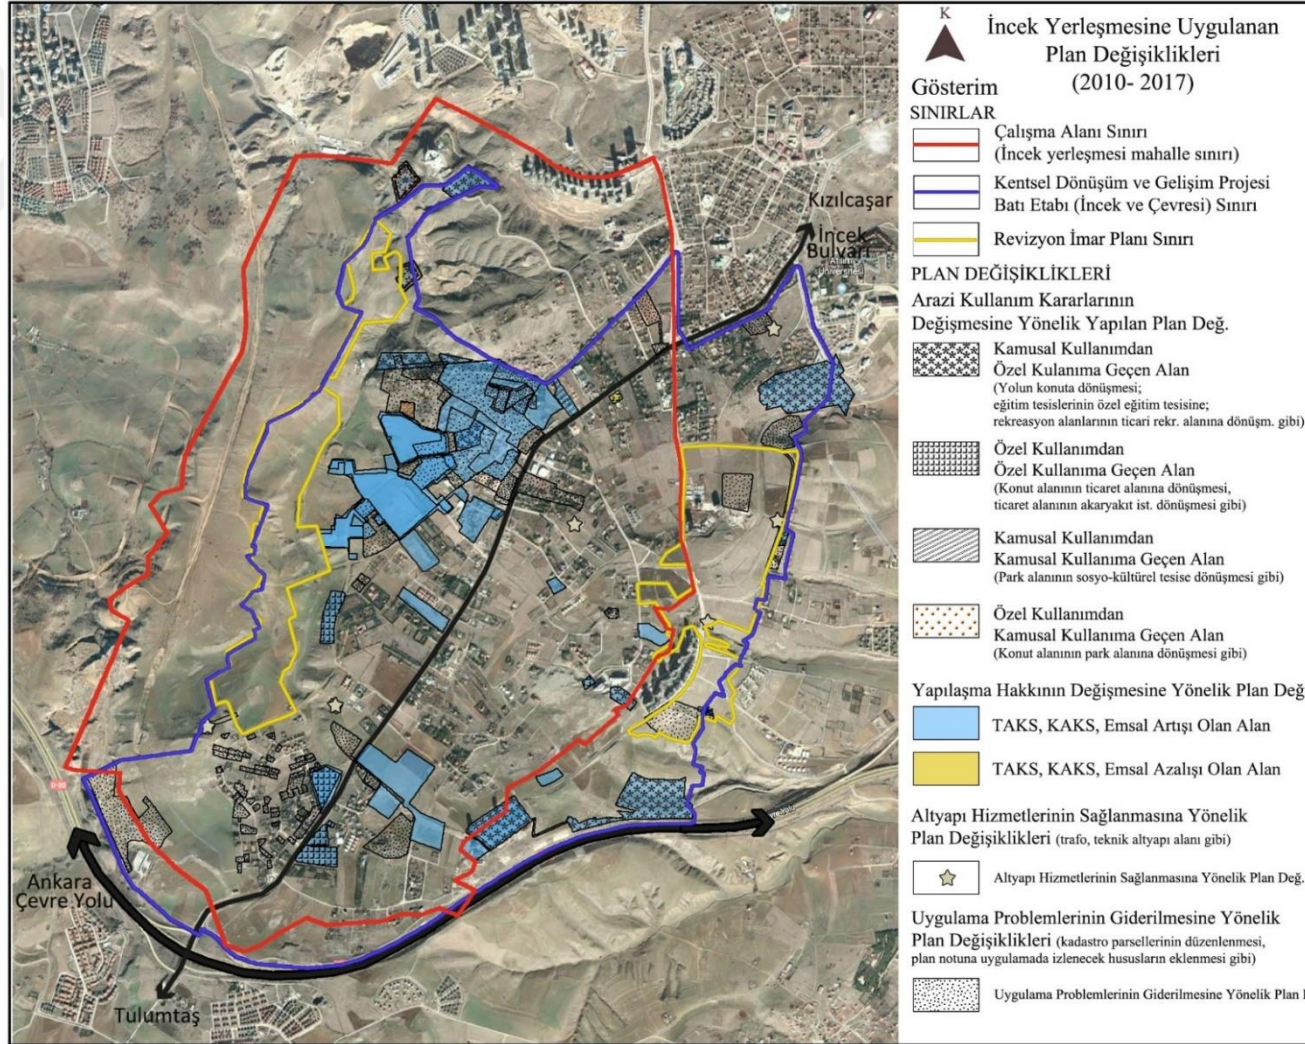 K
İncek Yerleşmesine Uygulanan
Plan Değişiklikleri
(2010- 2017)
Gösterim
SINIRLAR
Çalışma Alanı Sınırı
(İncek yerleşmesi mahalle sınırı)
Kentsel Dönüşüm ve Gelişim Projesi
Batı Etabı (İncek ve Çevresi) Sınırı
Revizyon İmar Planı Sınırı
PLAN DEĞİŞİKLİKLERİ
Arazi Kullanım Kararlarının
Değişmesine Yönelik Yapılan Plan Değ.
Kamusal Kullanımdan
Özel Kulanıma Geçen Alan
(Yolun konuta dönüşmesi;
eğitim tesislerinin özel eğitim tesisine;
rekreasyon alanlarının ticari rekr. alanına dönüşm. gibi)
Özel Kullanımdan
Özel Kullanıma Geçen Alan
(Konut alanının ticaret alanına dönüşmesi,
ticaret alanının akaryakıt ist. dönüşmesi gibi)
Kamusal Kullanımdan
Kamusal Kullanıma Geçen Alan
(Park alanının sosyo-kültürel tesise dönüşmesi gibi)
Özel Kullanımdan
Kamusal Kullanıma Geçen Alan
(Konut alanının park alanına dönüşmesi gibi)
Yapılaşma Hakkının Değişmesine Yönelik Plan Değ
TAKS, KAKS, Emsal Artışı Olan Alan
TAKS, KAKS, Emsal Azalışı Olan Alan
Altyapı Hizmetlerinin Sağlanmasına Yönelik
Plan Değişiklikleri (trafo, teknik altyapı alanı gibi)
Altyapı Hizmetlerinin Sağlanmasına Yönelik Plan Değ.
Uygulama Problemlerinin Giderilmesine Yönelik
Plan Değişiklikleri (kadastro parsellerinin düzenlenmesi,
plan notuna uygulamada izlenecek hususların eklenmesi gibi)
Uygulama Problemlerinin Giderilmesine Yönelik Plan
Kızılcaşar
İncek
Bulvarı
Üniversitesi
Ankara
Çevre Yolu
Tulumtaş